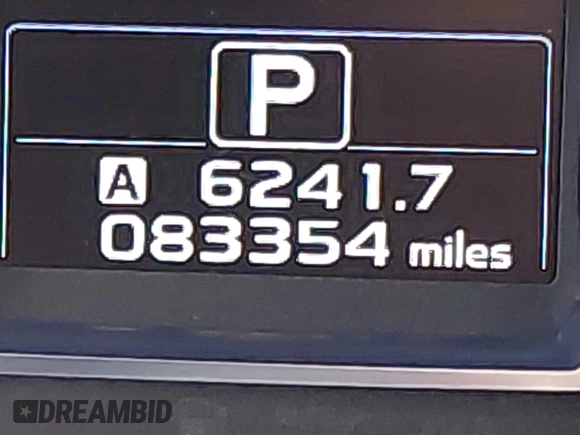 P
A 6241.7
083354 miles
DREAMBID